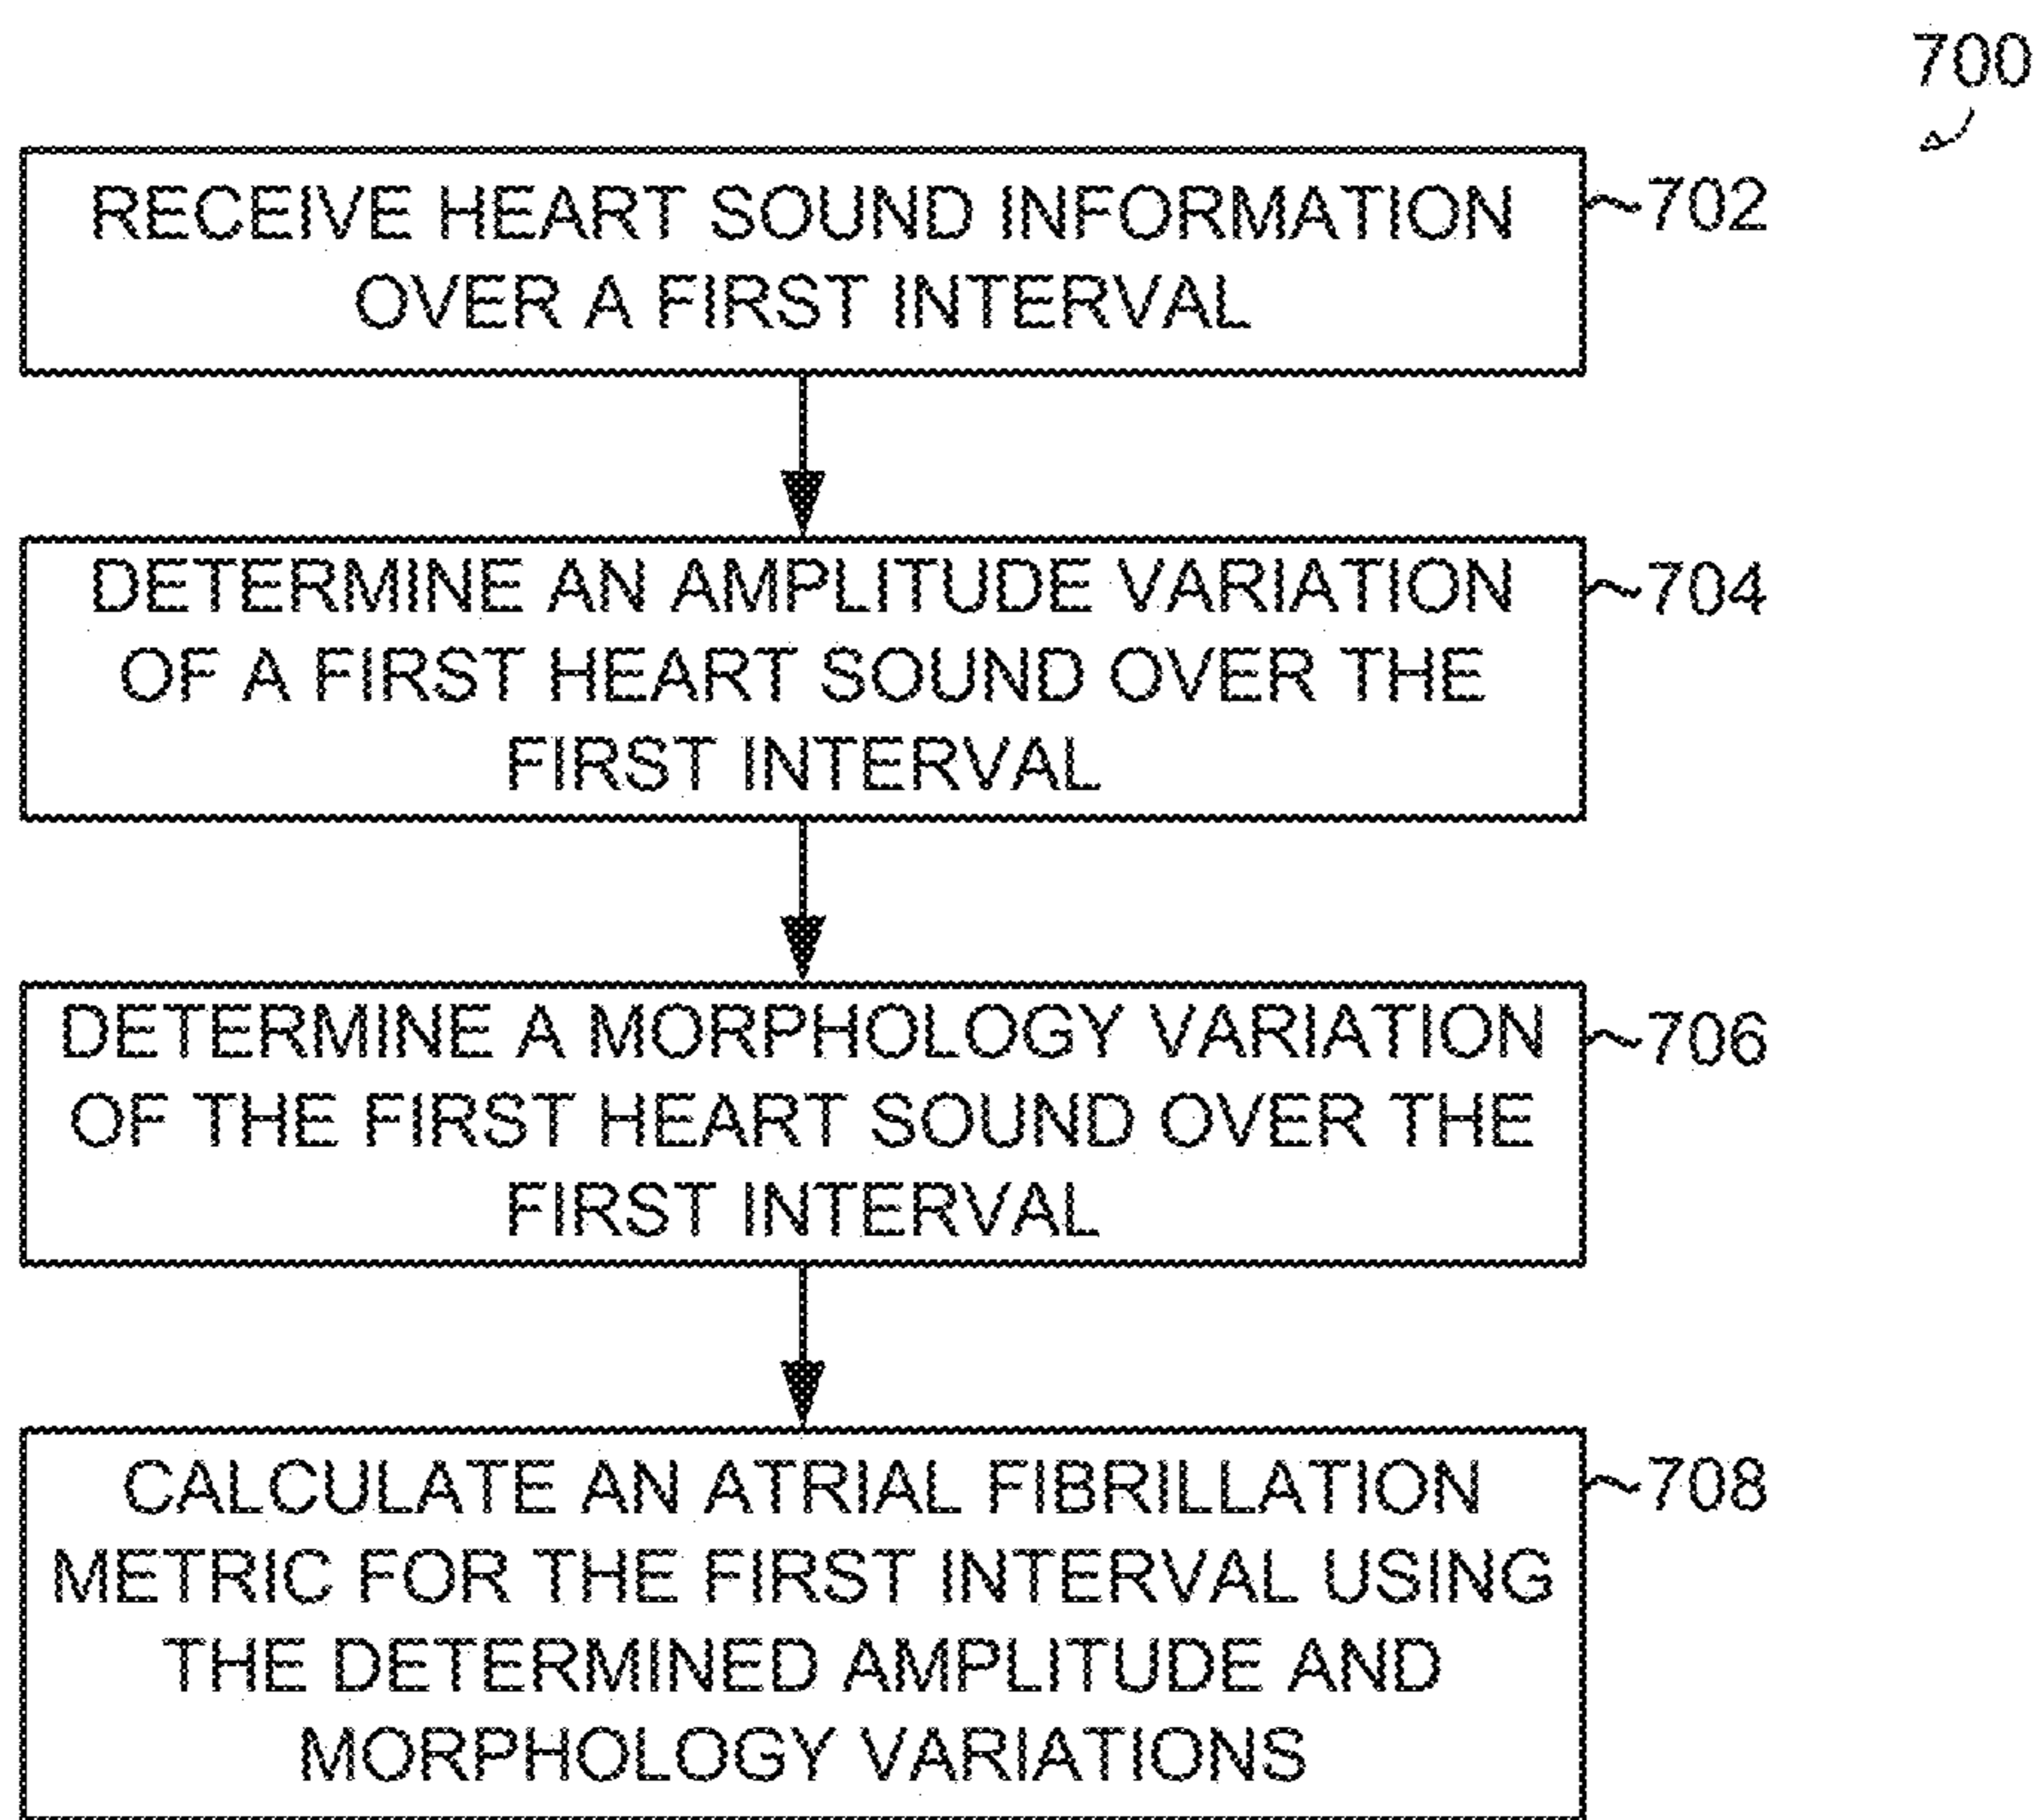 700
RECEIVE HEART SOUND INFORMATION
OVER A FIRST INTERVAL
~702
DETERMINE AN AMPLITUDE VARIATION
OF A FIRST HEART SOUND OVER THE
FIRST INTERVAL
~704
DETERMINE A MORPHOLOGY VARIATION
OF THE FIRST HEART SOUND OVER THE
FIRST INTERVAL
~706
CALCULATE AN ATRIAL FIBRILLATION
METRIC FOR THE FIRST INTERVAL USING
THE DETERMINED AMPLITUDE AND
MORPHOLOGY VARIATIONS
~708